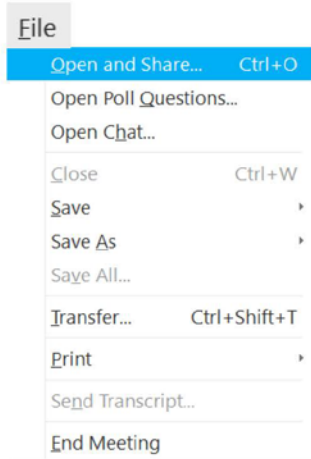 File
Open and Share... Ctrl+O
Open Poll Questions...
Open Chat...
Close Ctrl+W
Save
Save As
Save All...
Transfer... Ctrl+Shift+T
Print
Send Transcript...
End Meeting